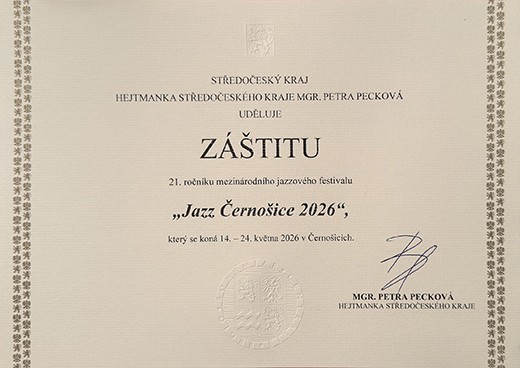 STŘEDOČESKÝ KRAJ
HEJTMANKA STŘEDOČESKÉHO KRAJE MGR. PETRA PECKOVÁ
UDĚLUJE
ZÁŠTITU
21. ročníku mezinárodního jazzového festivalu
„Jazz Černošice 2026“,
který se koná 14. – 24. května 2026 v Černošicích.
MGR. PETRA PECKOVÁ
HEJTMANKA STŘEDOČESKÉHO KRAJE